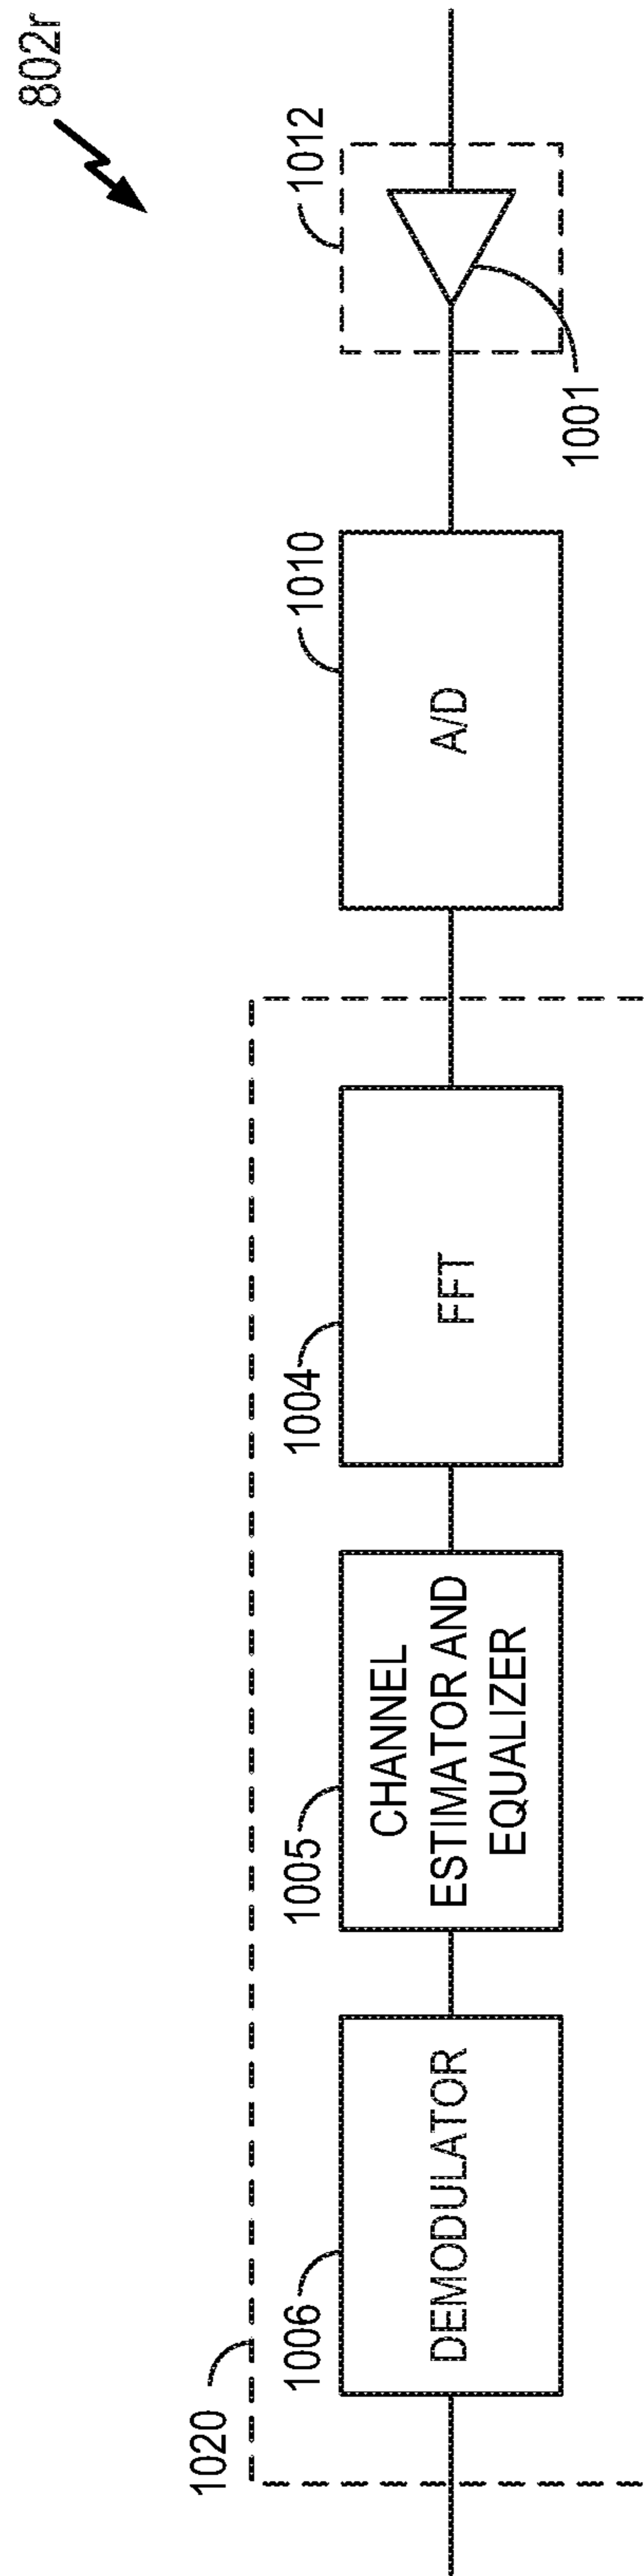 802r
1020
1006
DEMODULATOR
1005
CHANNEL
ESTIMATOR AND
EQUALIZER
1004
FFT
1010
A/D
1012
1001